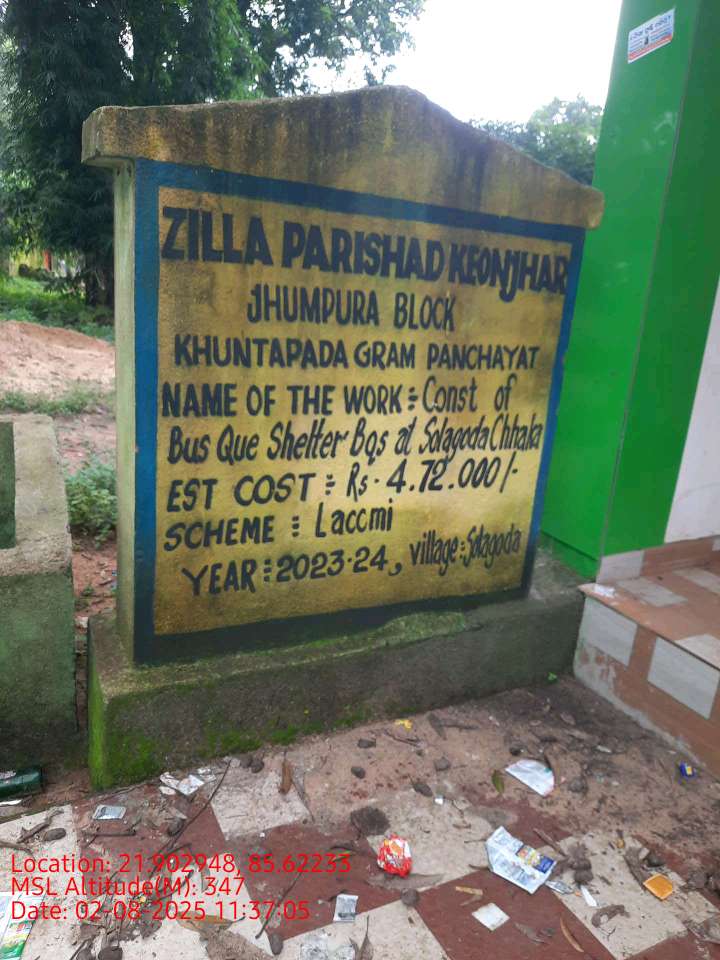 ZILLA PARISHAD KEONJHAR
JHUMPURA BLOCK
KHUNTAPADA GRAM PANCHAYAT
NAME OF THE WORK : Const of
Bus Que Shelter Bqs at Solagoda Chhaka
EST COST : Rs. 4.72.000/-
SCHEME : Laccmi
YEAR : 2023-24, village : Solagoda
Location: 21.902948, 85.62233
MSL Altitude(M): 347
Date: 02-08-2025 11:37:05